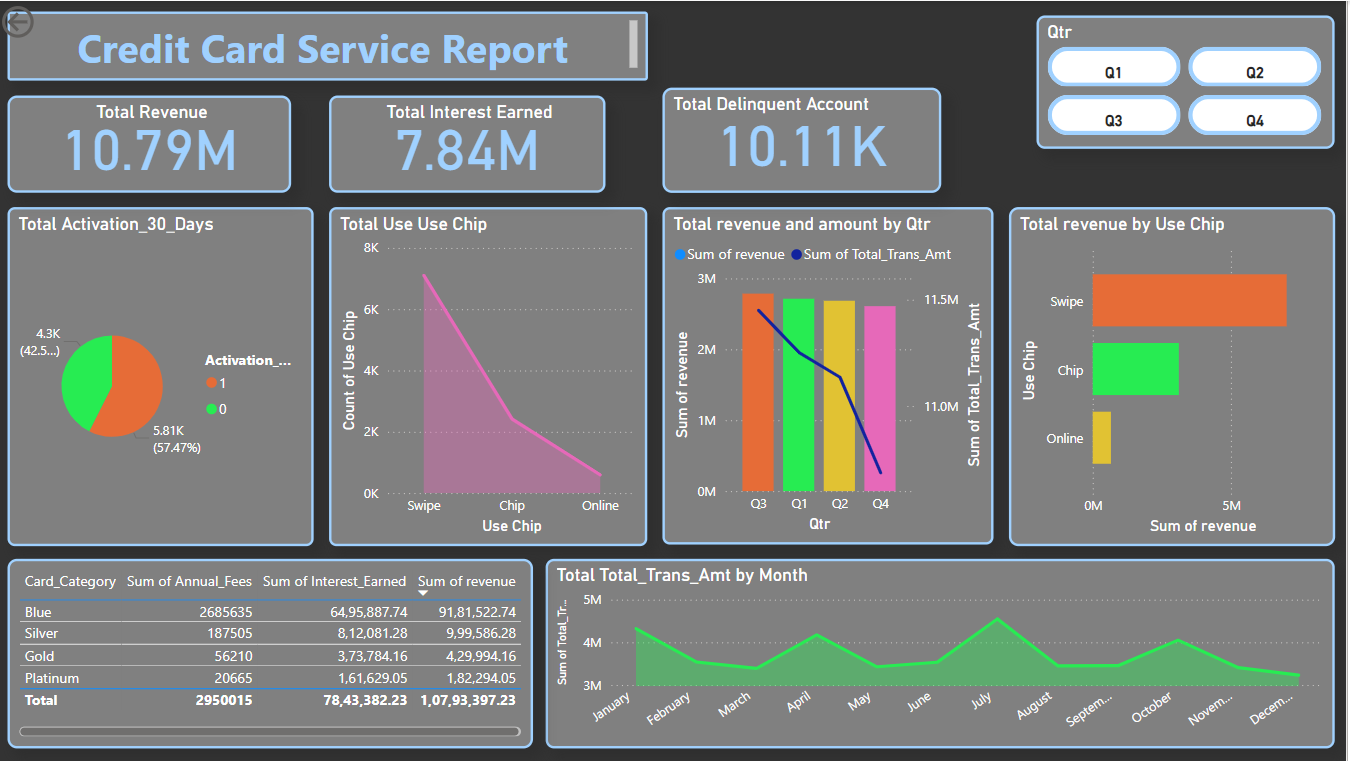 Credit Card Service Report
Qtr
Q1 Q2
Q3 Q4
Total Revenue
10.79M
Total Interest Earned
7.84M
Total Delinquent Account
10.11K
Total Activation_30_Days
4.3K
(42.5...)
5.81K
(57.47%)
Activation_...
1
0
Total Use Use Chip
Count of Use Chip
8K
6K
4K
2K
0K
Swipe Chip Online
Use Chip
Total revenue and amount by Qtr
Sum of revenue Sum of Total_Trans_Amt
Sum of revenue
3M
2M
1M
0M
11.5M
11.0M
Sum of Total_Trans_Amt
Q3 Q1 Q2 Q4
Qtr
Total revenue by Use Chip
Use Chip
Swipe
Chip
Online
0M 5M
Sum of revenue
Card_Category Sum of Annual_Fees Sum of Interest_Earned Sum of revenue
Blue 2685635 64,95,887.74 91,81,522.74
Silver 187505 8,12,081.28 9,99,586.28
Gold 56210 3,73,784.16 4,29,994.16
Platinum 20665 1,61,629.05 1,82,294.05
Total 2950015 78,43,382.23 1,07,93,397.23
Total Total_Trans_Amt by Month
Sum of Total_Tr...
5M
4M
3M
January February March April May June July August Septem... October Novem... Decem...